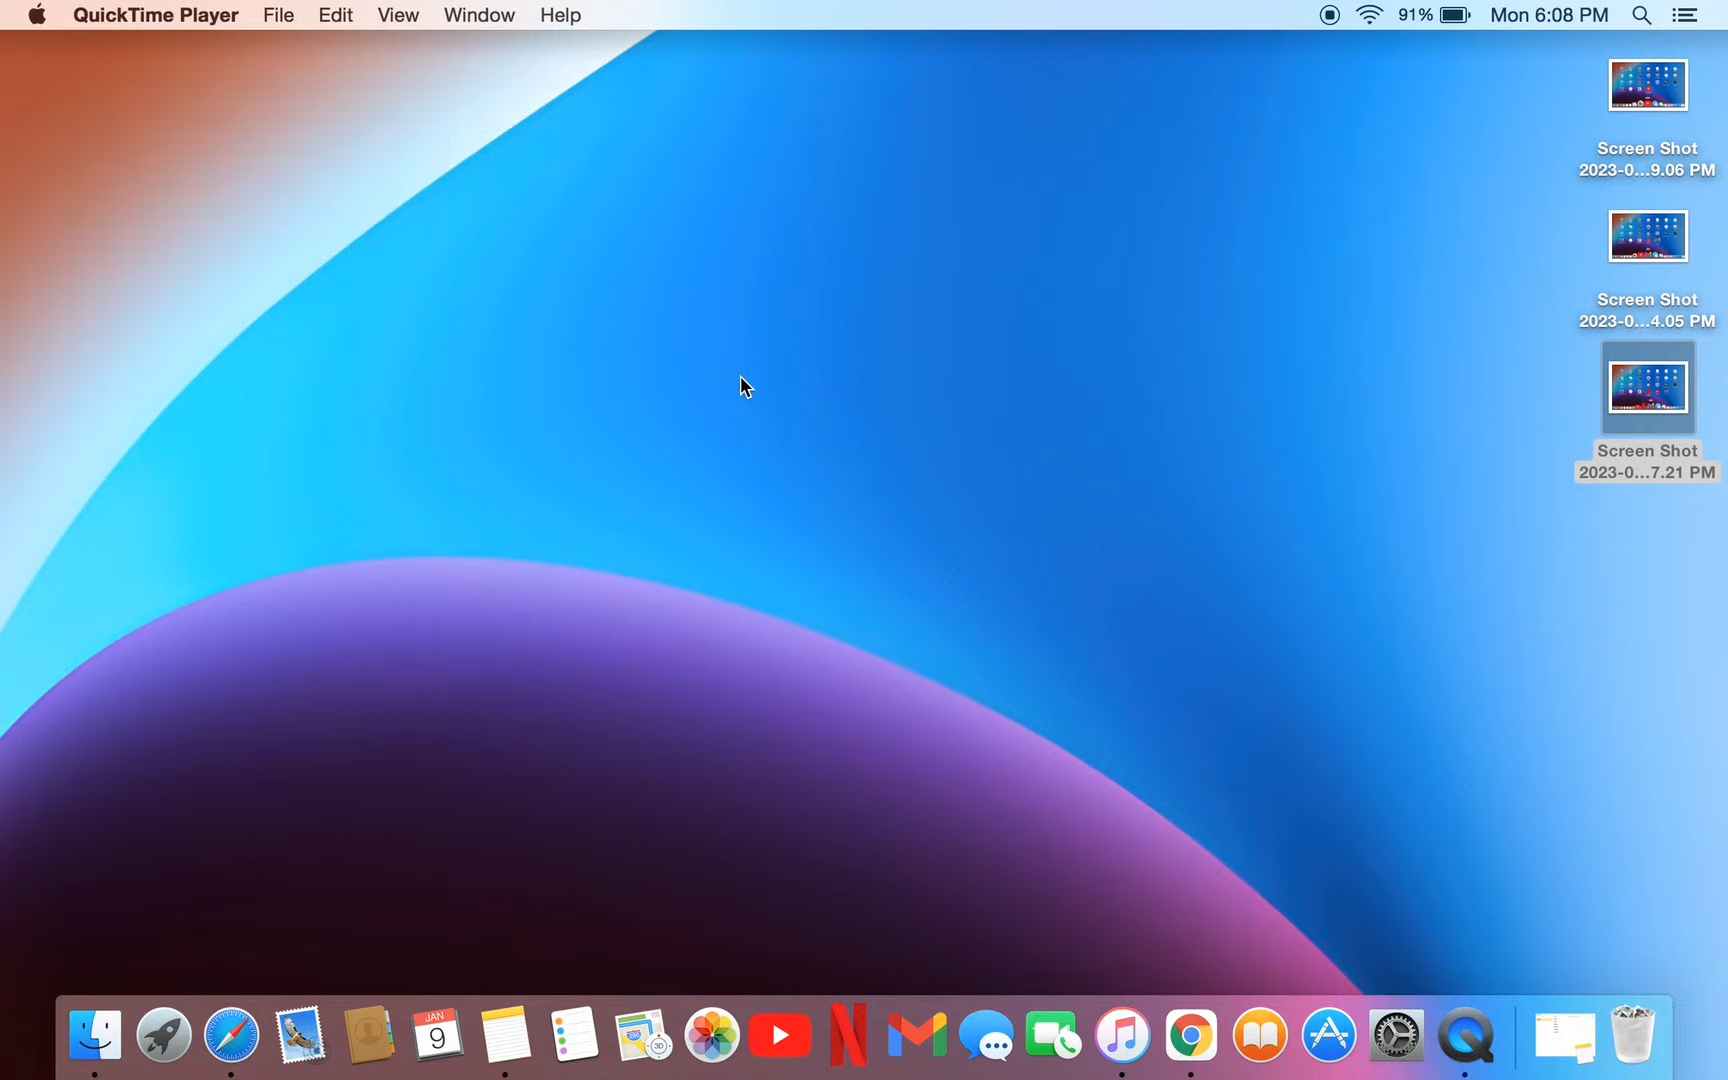 QuickTime Player File Edit View Window Help 91% Mon 6:08 PM
Screen Shot
2023-0...9.06 PM
Screen Shot
2023-0...4.05 PM
Screen Shot
2023-0...7.21 PM
JAN
9
3D